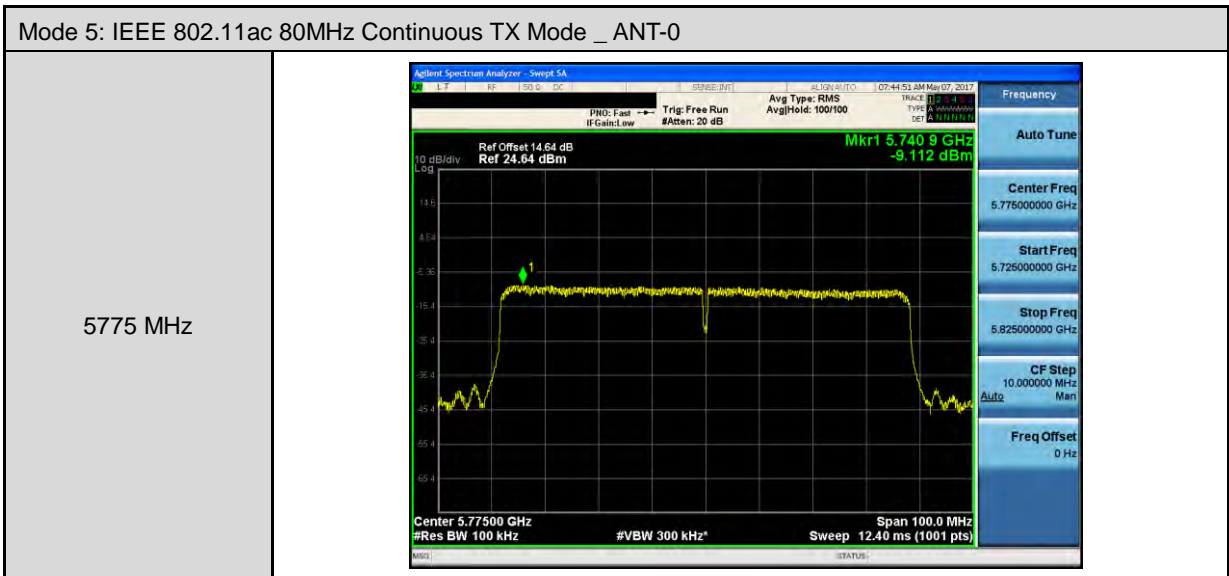 Mode 5: IEEE 802.11ac 80MHz Continuous TX Mode _ ANT-0
5775 MHz
Agilent Spectrum Analyzer - Swept SA
RF 50 Ω DC SENSE:INT ALIGN AUTO 07:44:51 AM May 07, 2017
PNO: Fast Trig: Free Run Avg Type: RMS TRACE 1 2 3 4 5 6
IFGain:Low #Atten: 20 dB Avg|Hold: 100/100 TYPE A
DET A N N N N N
Ref Offset 14.64 dB Mkr1 5.740 9 GHz
10 dB/div Ref 24.64 dBm -9.112 dBm
Log
14.6
4.64
-5.36
1
-15.4
-25.4
-35.4
-45.4
-55.4
-65.4
Center 5.77500 GHz Span 100.0 MHz
#Res BW 100 kHz #VBW 300 kHz* Sweep 12.40 ms (1001 pts)
MSG STATUS
Frequency
Auto Tune
Center Freq
5.775000000 GHz
Start Freq
5.725000000 GHz
Stop Freq
5.825000000 GHz
CF Step
10.000000 MHz
Auto Man
Freq Offset
0 Hz